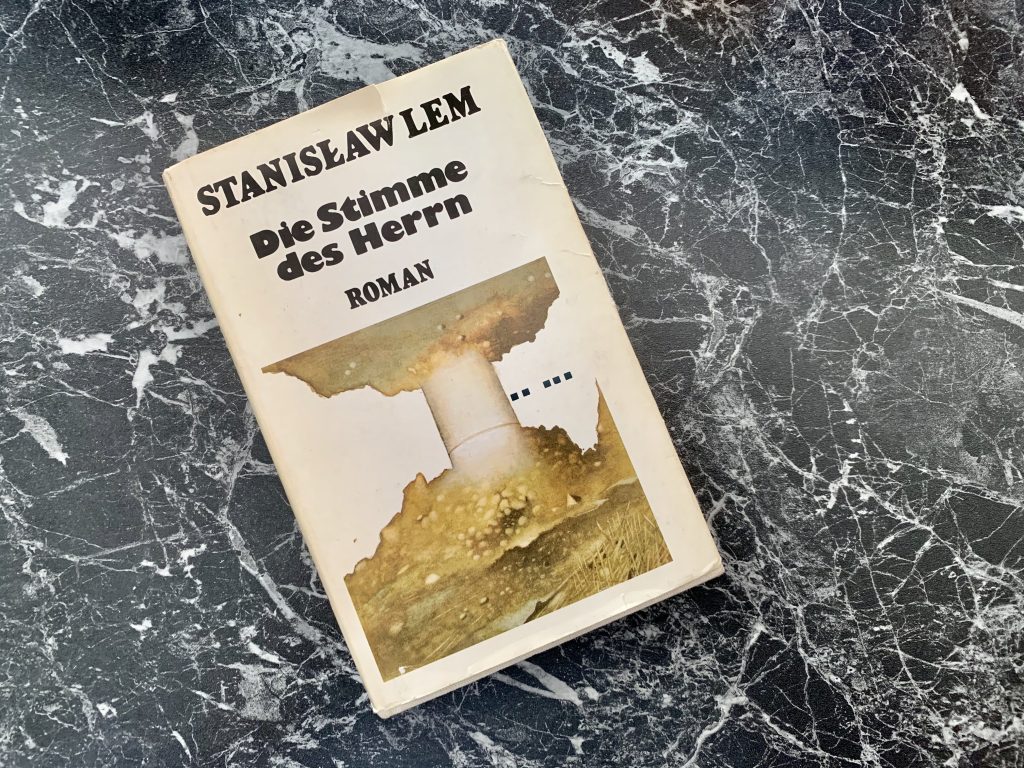 STANISŁAW LEM
Die Stimme
des Herrn
ROMAN